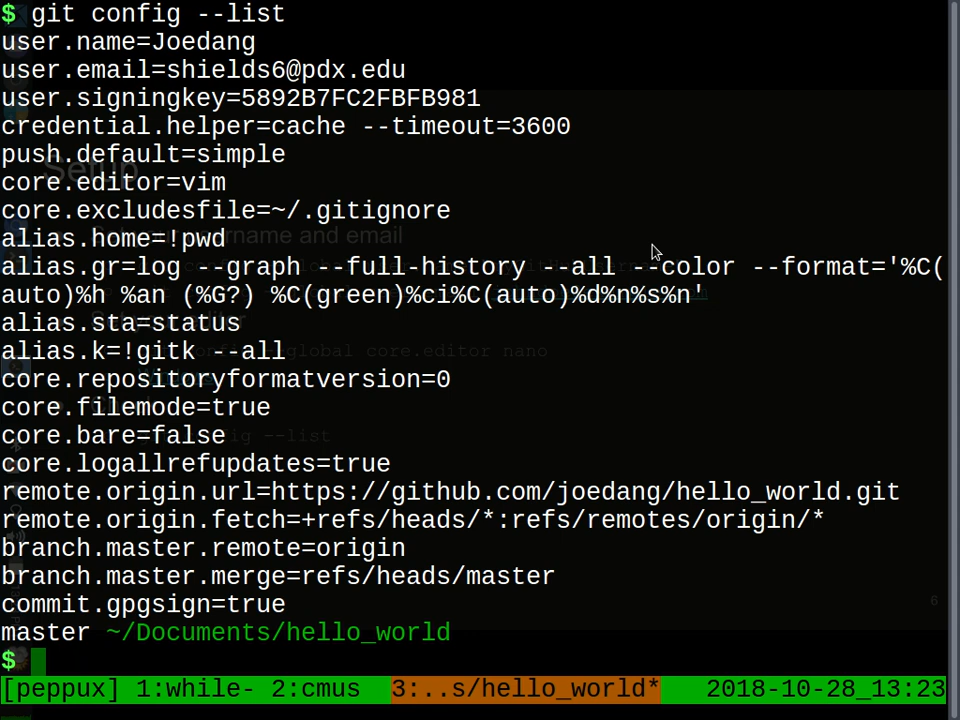 $ git config --list
user.name=Joedang
user.email=shields6@pdx.edu
user.signingkey=5892B7FC2FBFB981
credential.helper=cache --timeout=3600
push.default=simple
core.editor=vim
core.excludesfile=~/.gitignore
alias.home=!pwd
alias.gr=log --graph --full-history --all --color --format='%C(
auto)%h %an (%G?) %C(green)%ci%C(auto)%d%n%s%n'
alias.sta=status
alias.k=!gitk --all
core.repositoryformatversion=0
core.filemode=true
core.bare=false
core.logallrefupdates=true
remote.origin.url=https://github.com/joedang/hello_world.git
remote.origin.fetch=+refs/heads/*:refs/remotes/origin/*
branch.master.remote=origin
branch.master.merge=refs/heads/master
commit.gpgsign=true
master ~/Documents/hello_world
$
[peppux] 1:while- 2:cmus 3:..s/hello_world* 2018-10-28_13:23